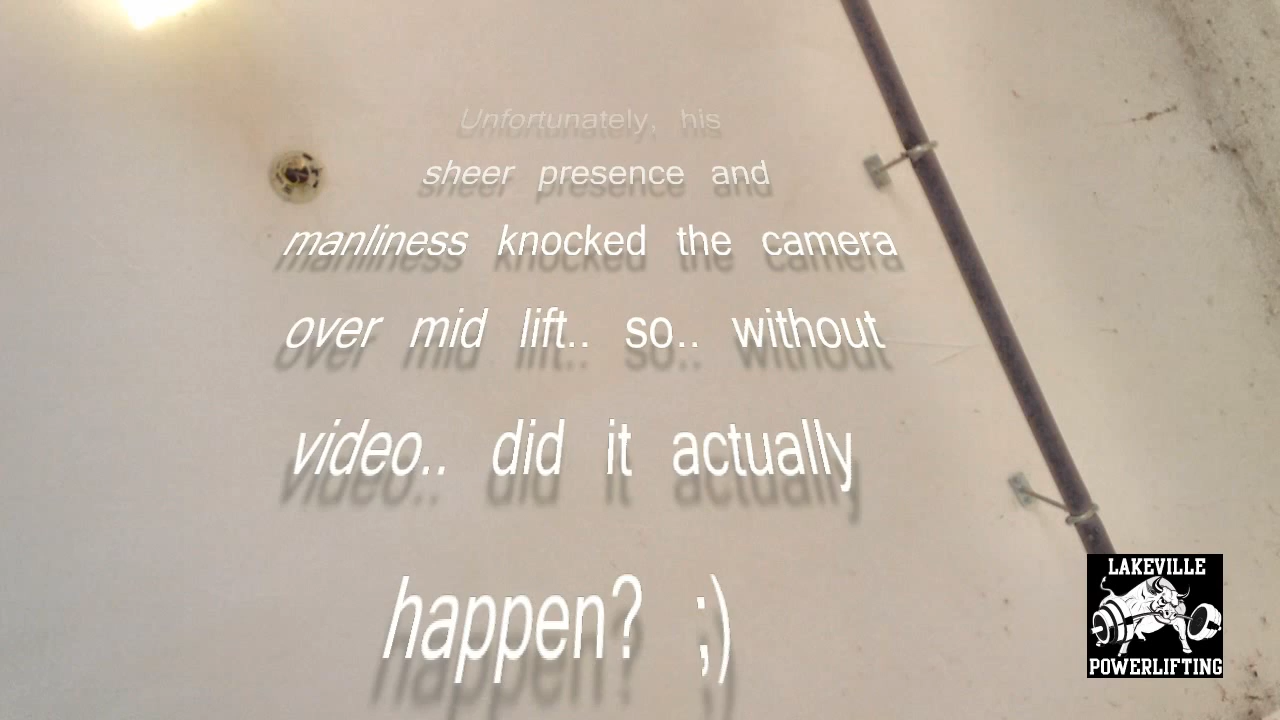 Unfortunately, his
sheer presence and
manliness knocked the camera
over mid lift.. so.. without
video.. did it actually
happen? ;)
LAKEVILLE
POWERLIFTING